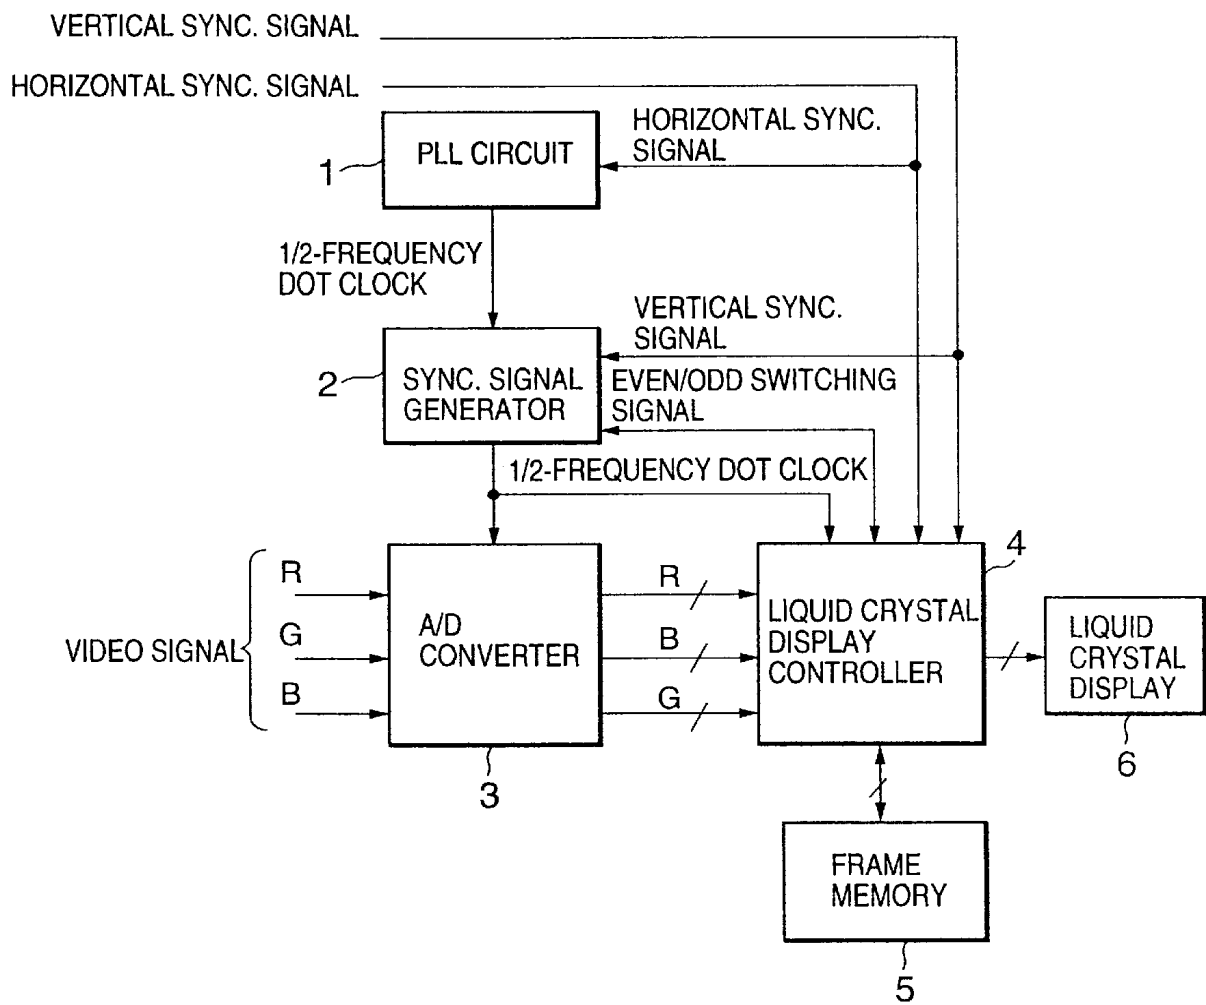 VERTICAL SYNC. SIGNAL
HORIZONTAL SYNC. SIGNAL
HORIZONTAL SYNC.
SIGNAL
PLL CIRCUIT
1
1/2-FREQUENCY
DOT CLOCK
VERTICAL SYNC.
SIGNAL
2
SYNC. SIGNAL
GENERATOR
EVEN/ODD SWITCHING
SIGNAL
1/2-FREQUENCY DOT CLOCK
VIDEO SIGNAL
R
G
B
A/D
CONVERTER
3
R
B
G
LIQUID CRYSTAL
DISPLAY
CONTROLLER
4
LIQUID
CRYSTAL
DISPLAY
6
FRAME
MEMORY
5